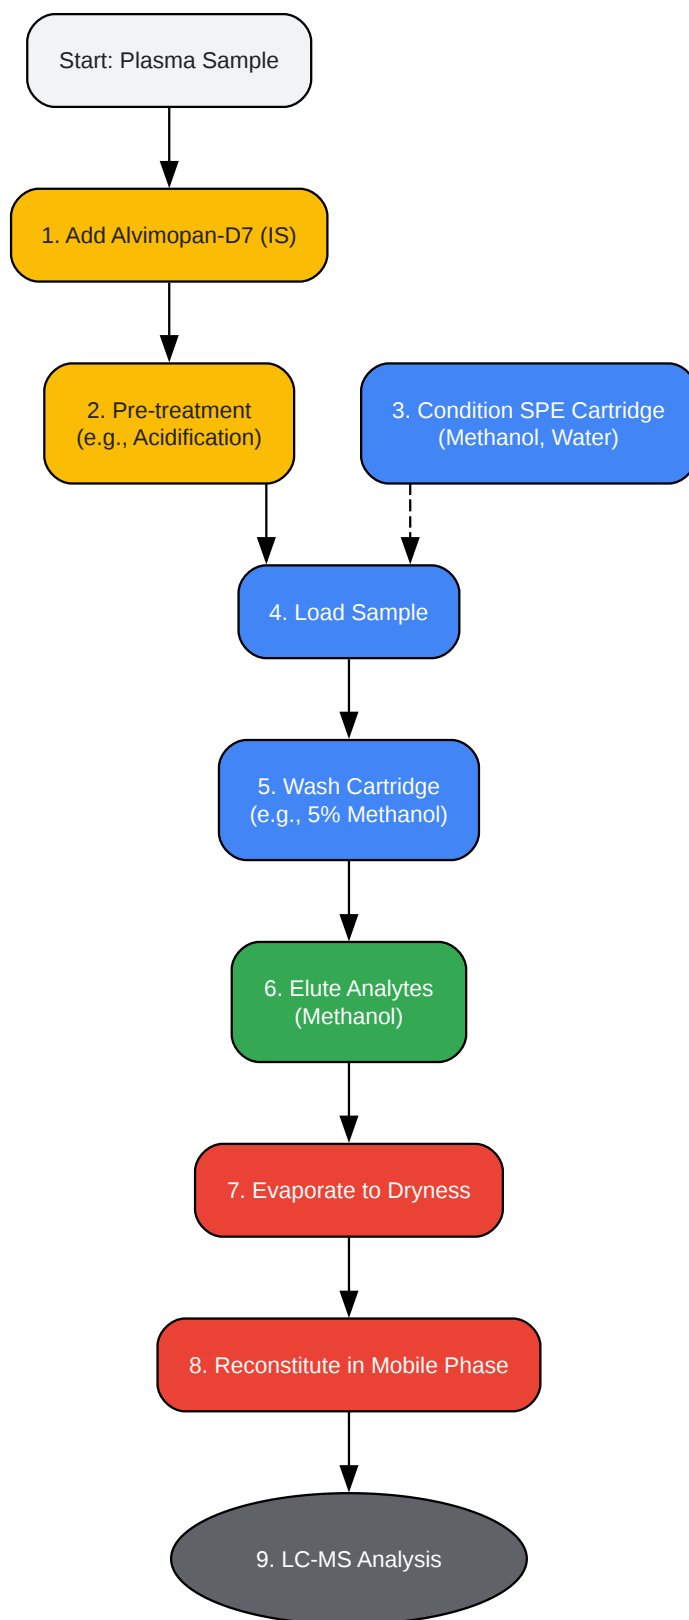 Start: Plasma Sample
1. Add Alvimopan-D7 (IS)
2. Pre-treatment
(e.g., Acidification)
3. Condition SPE Cartridge
(Methanol, Water)
4. Load Sample
5. Wash Cartridge
(e.g., 5% Methanol)
6. Elute Analytes
(Methanol)
7. Evaporate to Dryness
8. Reconstitute in Mobile Phase
9. LC-MS Analysis